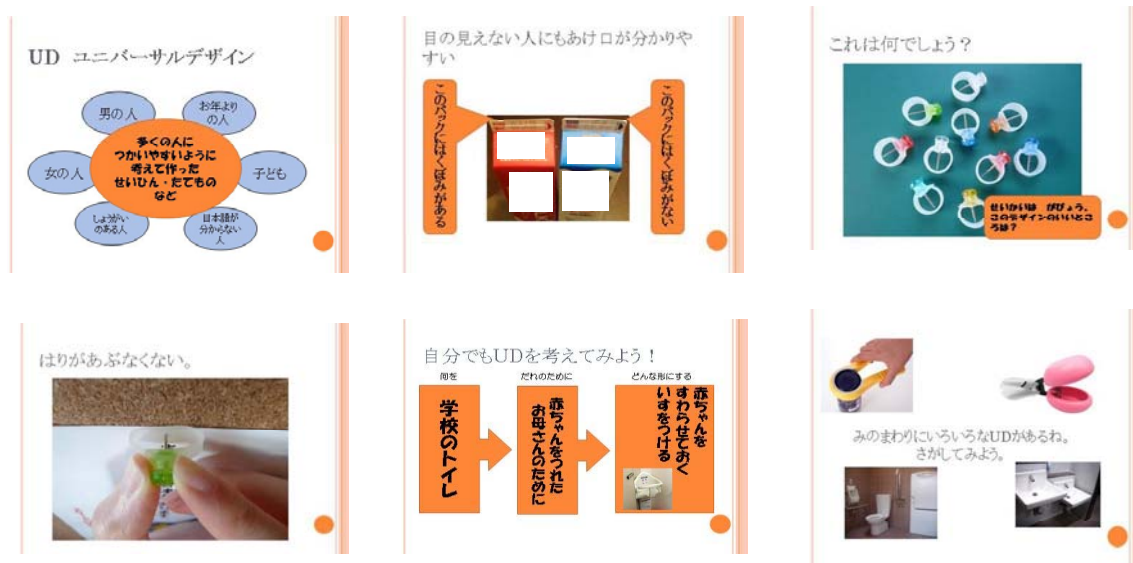 UD ユニバーサルデザイン
男の人
お年より
の人
多くの人に
つかいやすいように
考えて作った
せいひん・たてもの
など
女の人
子ども
しょうがい
のある人
日本語が
分からない
人
目の見えない人にもあけ口が分かりや
すい
このパックにはくぼみがある
このパックにはくぼみがない
これは何でしょう？
せいかいは がびょう。
このデザインのいいとこ
ろは？
はりがあぶなくない。
自分でもUDを考えてみよう！
何を
だれのために
どんな形にする
学校のトイレ
赤ちゃんをつれた
お母さんのために
赤ちゃんを
すわらせておく
いすをつける
みのまわりにいろいろなUDがあるね。
さがしてみよう。